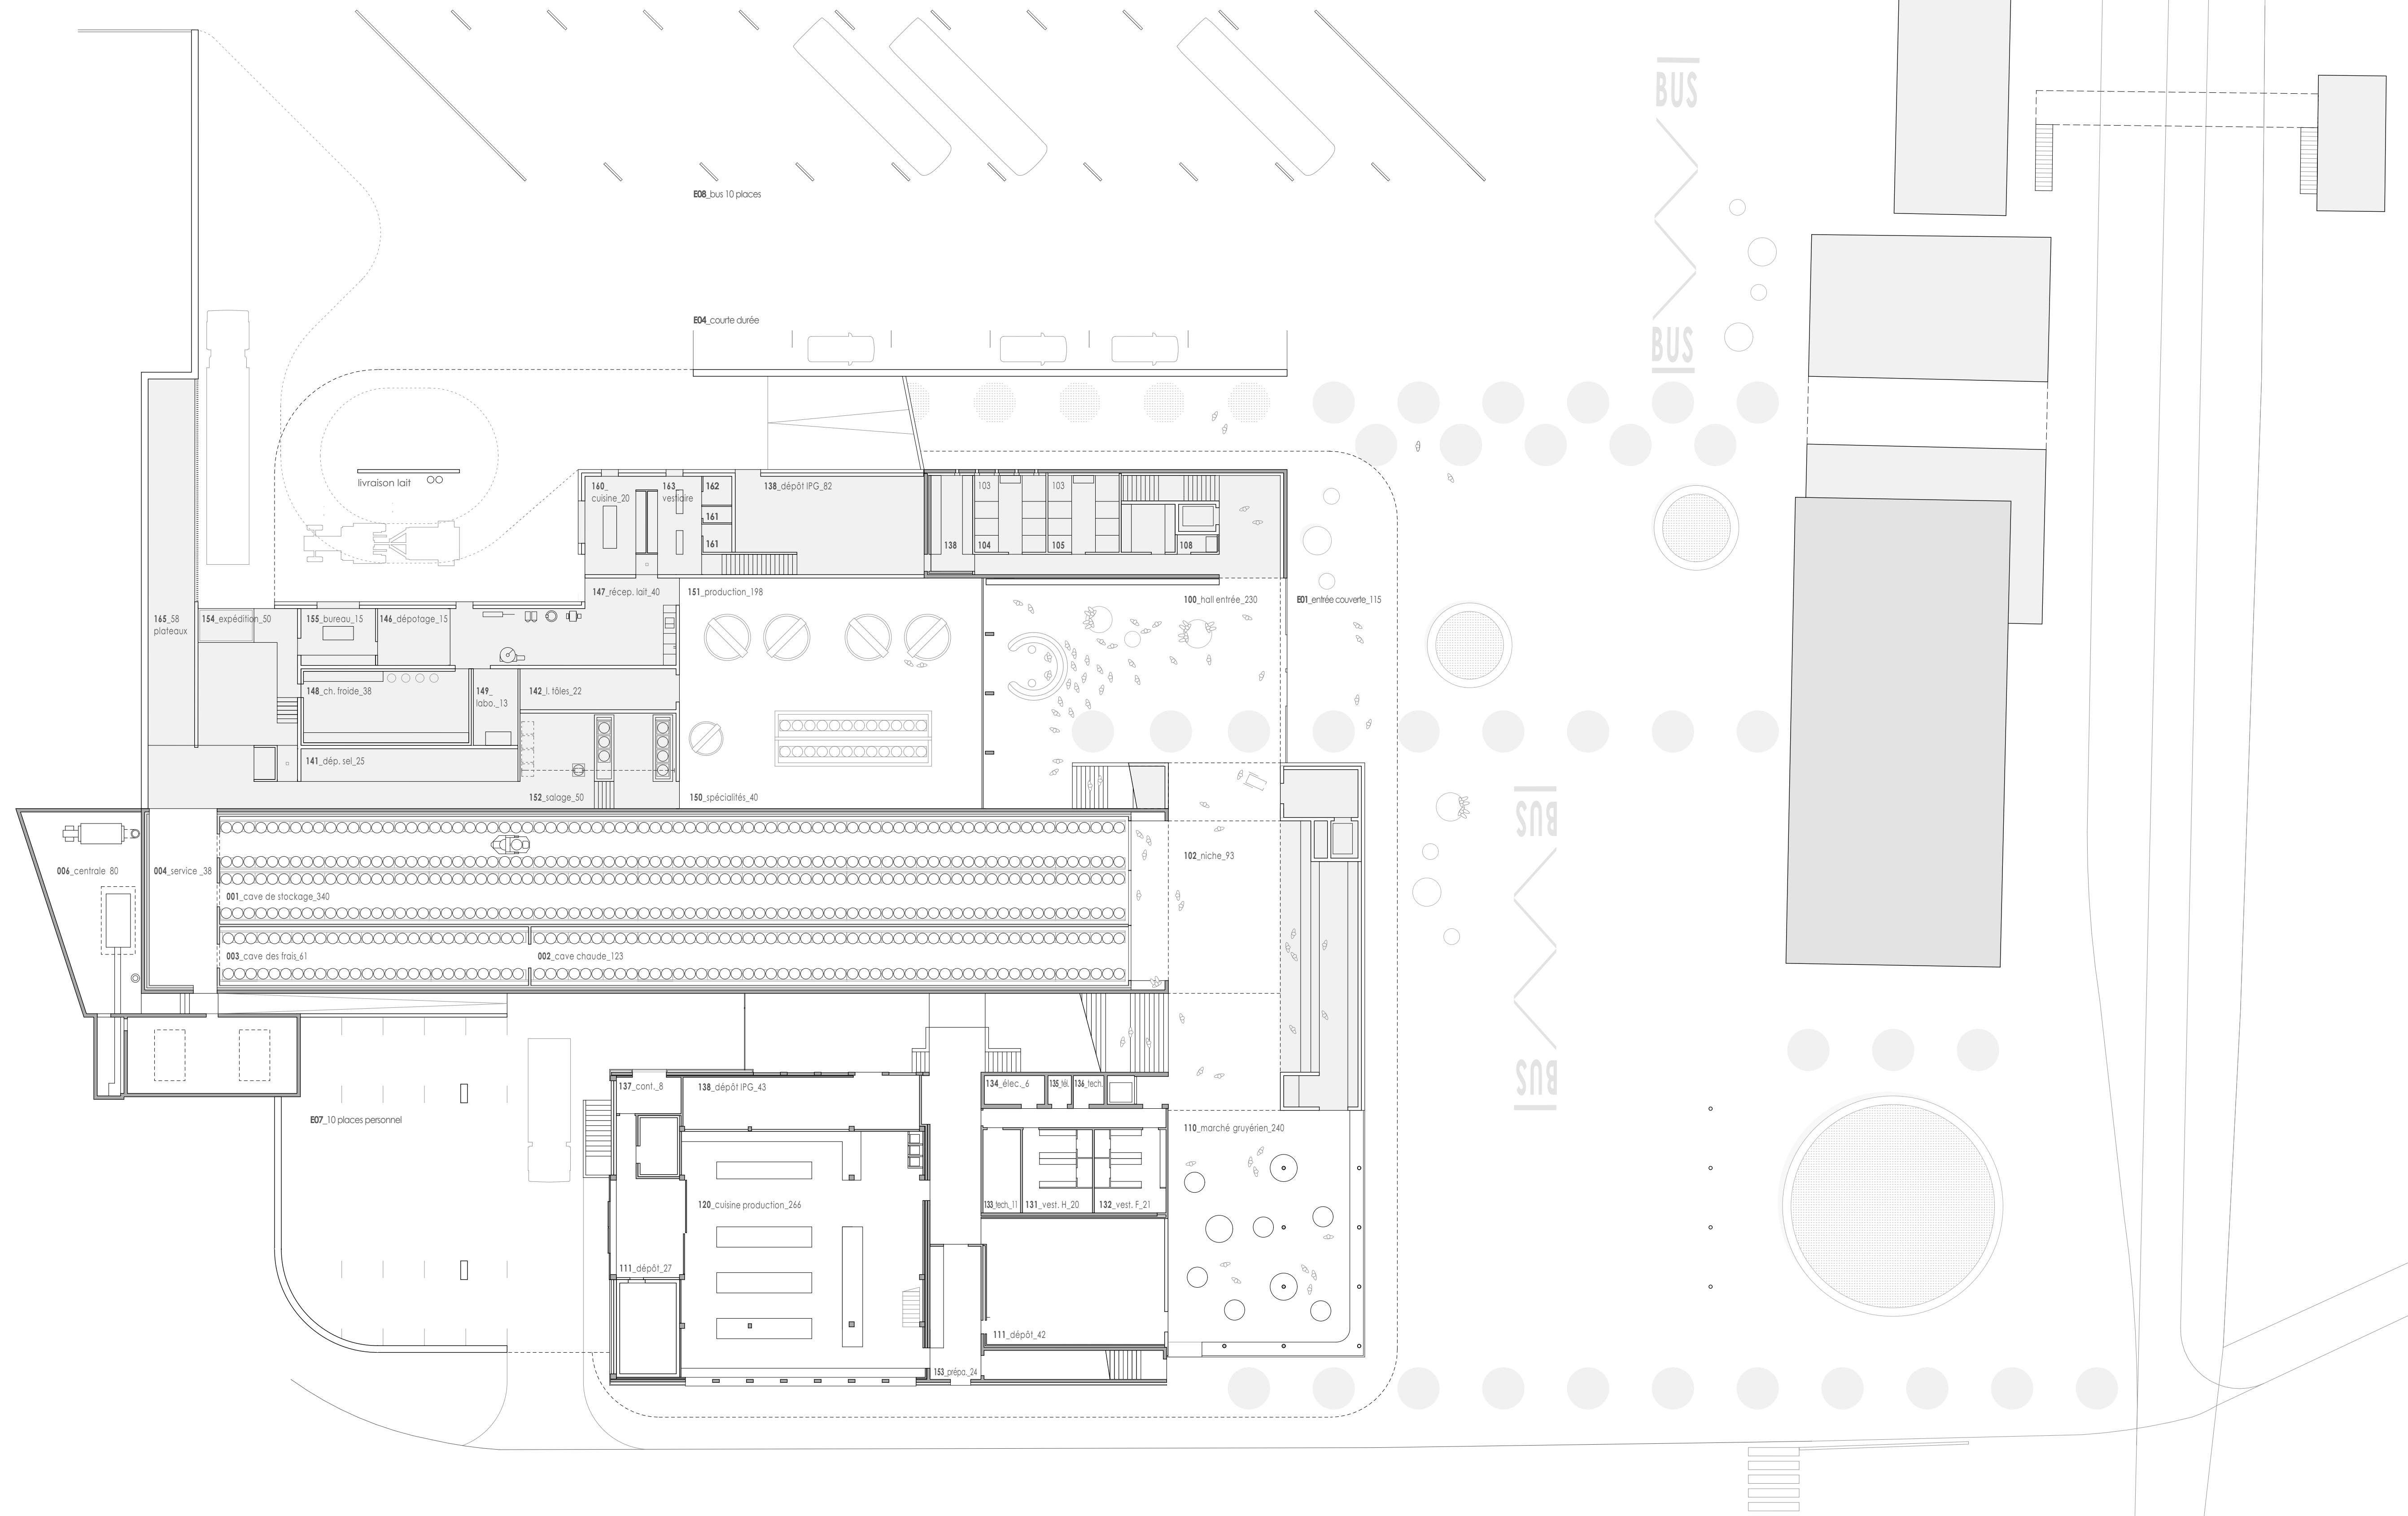 BUS
E08_bus 10 places
E04_courte durée
BUS
livraison lait
160_
cuisine_20
163_
vestiaire
162
161
161
138_dépôt IPG_82
138
103
104
103
105
108
147_récep. lait_40
151_production_198
100_hall entrée_230
E01_entrée couverte_115
165_58
plateaux
154_expédition_50
155_bureau_15
146_dépotage_15
148_ch. froide_38
149_
labo._13
142_l. tôles_22
141_dép. sel_25
152_salage_50
150_spécialités_40
BUS
006_centrale 80
004_service_38
001_cave de stockage_340
102_niche_93
003_cave des frais_61
002_cave chaude_123
BUS
137_cont._8
138_dépôt IPG_43
134_élec._6
135_tél.
136_tech.
E07_10 places personnel
110_marché gruyérien_240
120_cuisine production_266
133_tech._11
131_vest. H_20
132_vest. F_21
111_dépôt_27
111_dépôt_42
153_prépa._24